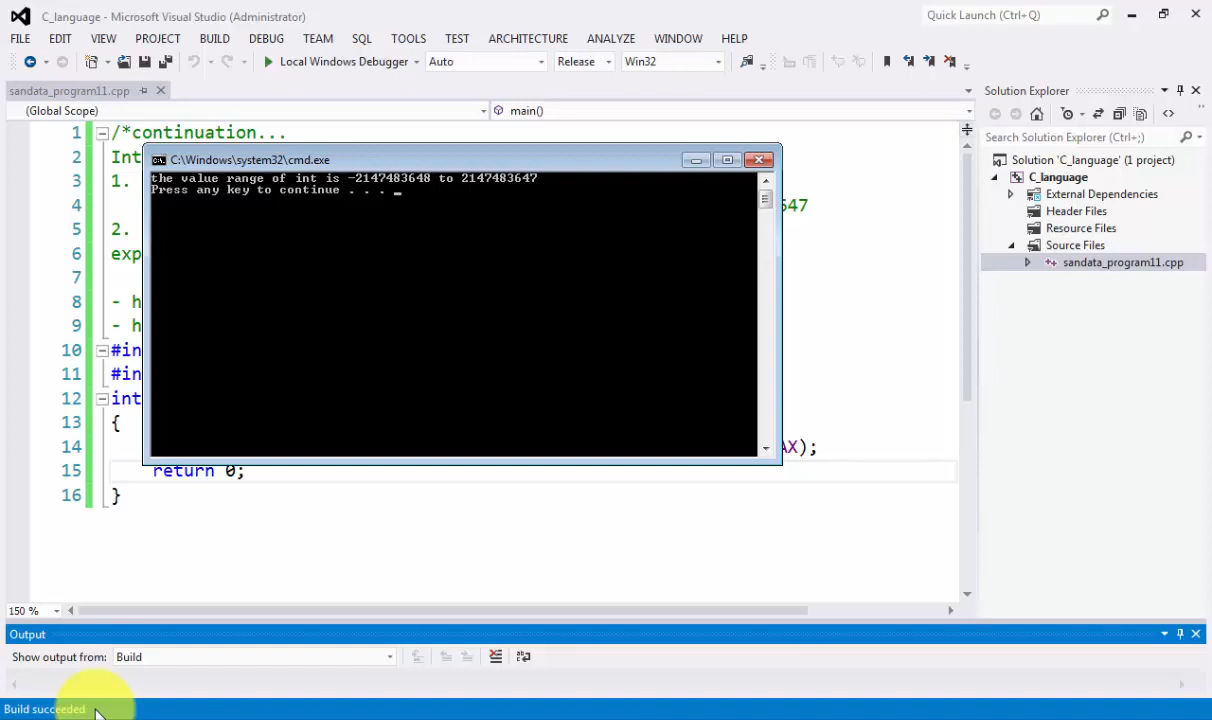 C_language - Microsoft Visual Studio (Administrator)
Quick Launch (Ctrl+Q)
FILE EDIT VIEW PROJECT BUILD DEBUG TEAM SQL TOOLS TEST ARCHITECTURE ANALYZE WINDOW HELP
Local Windows Debugger Auto Release Win32
sandata_program11.cpp
Solution Explorer
(Global Scope) main()
Search Solution Explorer (Ctrl+;)
Solution 'C_language' (1 project)
C_language
External Dependencies
Header Files
Resource Files
Source Files
sandata_program11.cpp
1 /*continuation...
2 Int
3 1.
4 647
5 2.
6 exp
7
8 - h
9 - h
10 #in
11 #in
12 int
13 {
14 AX);
15 return 0;
16 }
C:\Windows\system32\cmd.exe
the value range of int is -2147483648 to 2147483647
Press any key to continue . . . _
150 %
Output
Show output from: Build
Build succeeded